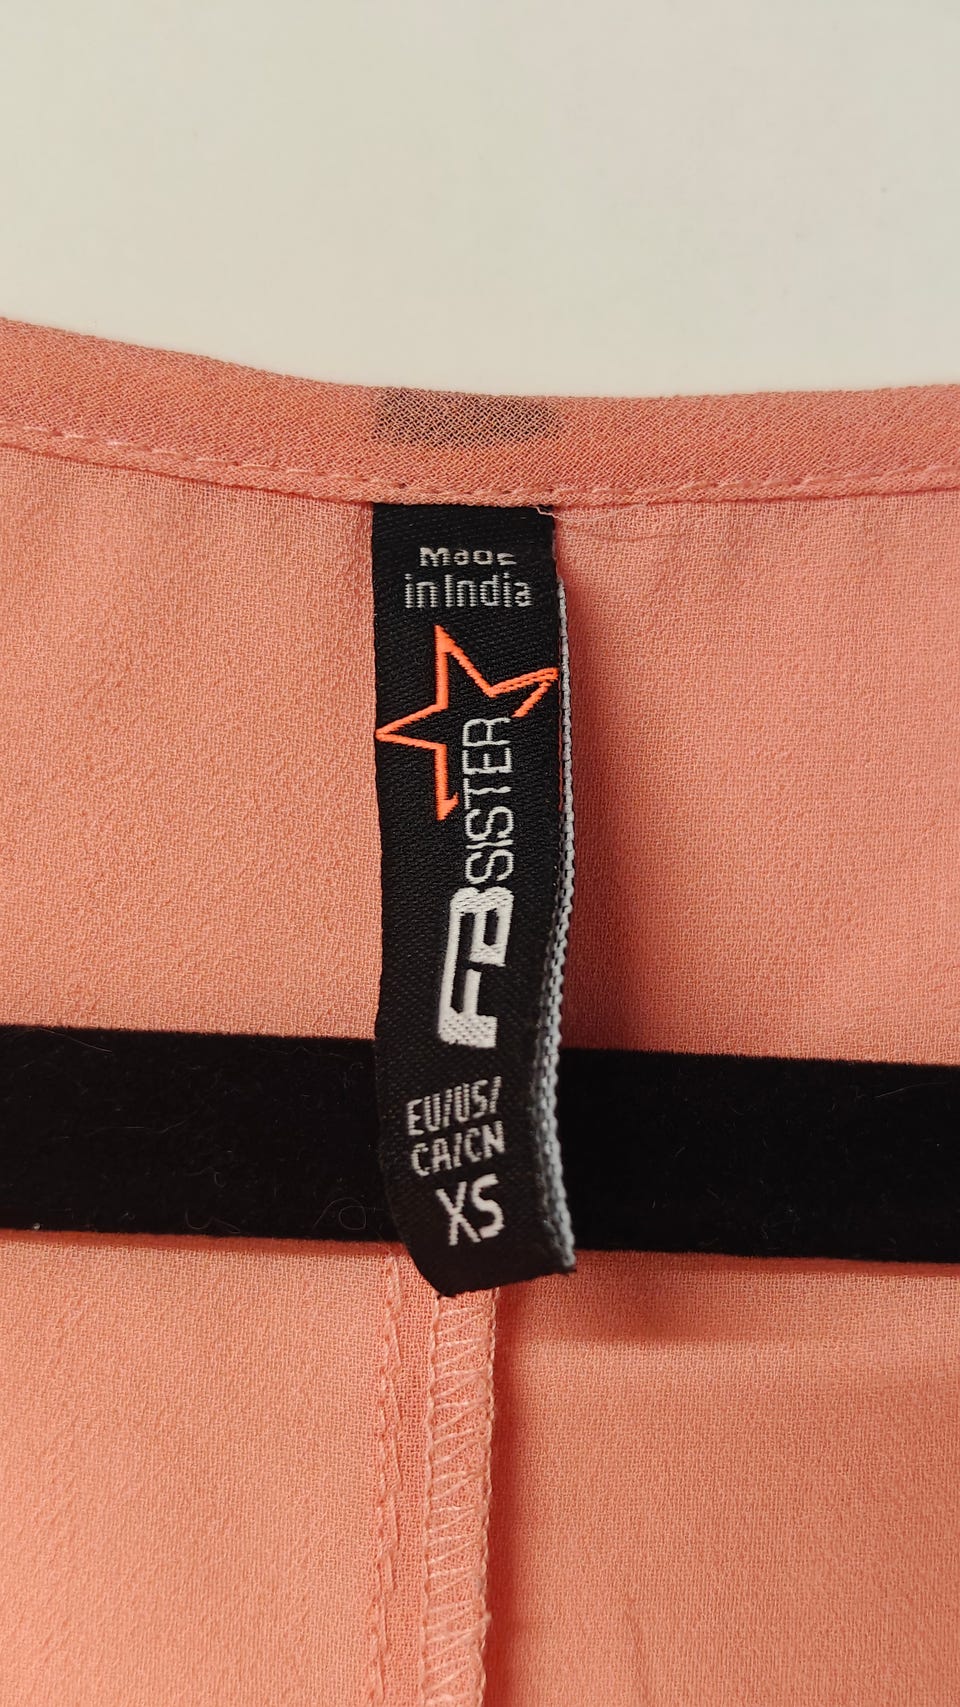 Made
in India
FB SISTER
EU/US/
CA/CN
XS